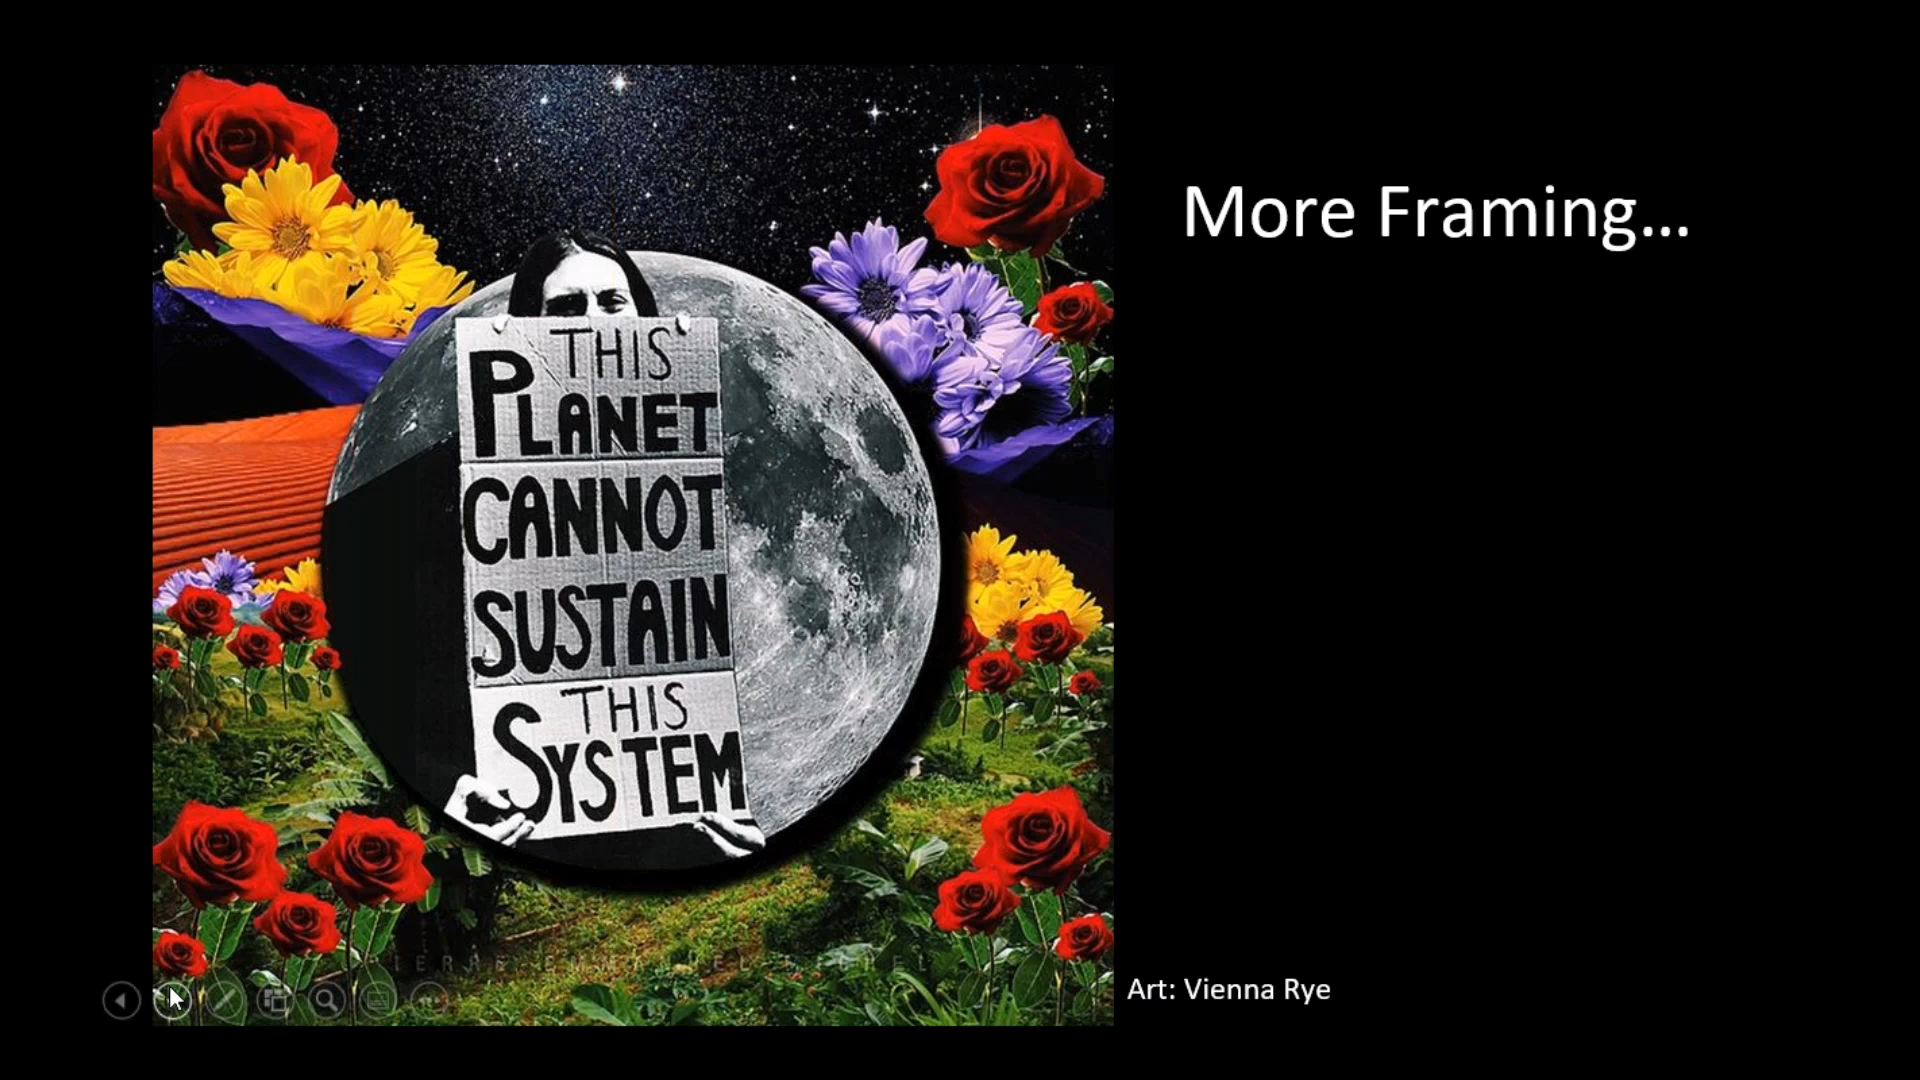 More Framing...
THIS
PLANET
CANNOT
SUSTAIN
THIS
SYSTEM
Art: Vienna Rye